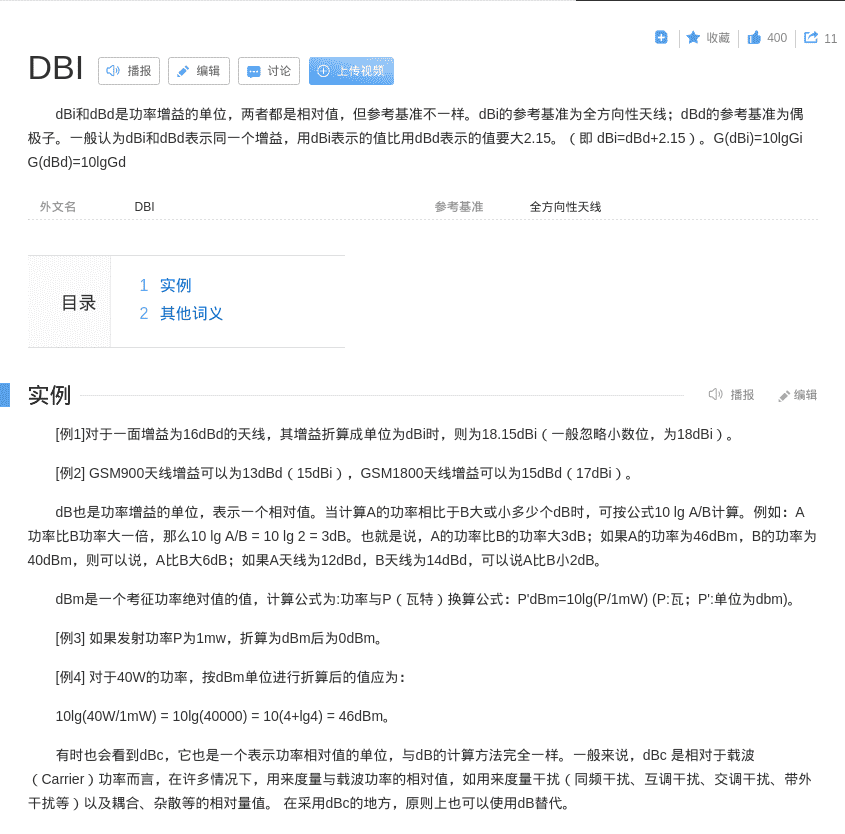 收藏 400 11
DBI 播报 编辑 讨论 上传视频
dBi和dBd是功率增益的单位，两者都是相对值，但参考基准不一样。dBi的参考基准为全方向性天线；dBd的参考基准为偶
极子。一般认为dBi和dBd表示同一个增益，用dBi表示的值比用dBd表示的值要大2.15。（即 dBi=dBd+2.15）。G(dBi)=10lgGi
G(dBd)=10lgGd
外文名 DBI 参考基准 全方向性天线
目录
1 实例
2 其他词义
实例 播报 编辑
[例1]对于一面增益为16dBd的天线，其增益折算成单位为dBi时，则为18.15dBi（一般忽略小数位，为18dBi）。
[例2] GSM900天线增益可以为13dBd（15dBi），GSM1800天线增益可以为15dBd（17dBi）。
dB也是功率增益的单位，表示一个相对值。当计算A的功率相比于B大或小多少个dB时，可按公式10 lg A/B计算。例如：A
功率比B功率大一倍，那么10 lg A/B = 10 lg 2 = 3dB。也就是说，A的功率比B的功率大3dB；如果A的功率为46dBm，B的功率为
40dBm，则可以说，A比B大6dB；如果A天线为12dBd，B天线为14dBd，可以说A比B小2dB。
dBm是一个考征功率绝对值的值，计算公式为:功率与P（瓦特）换算公式：P'dBm=10lg(P/1mW) (P:瓦；P':单位为dbm)。
[例3] 如果发射功率P为1mw，折算为dBm后为0dBm。
[例4] 对于40W的功率，按dBm单位进行折算后的值应为：
10lg(40W/1mW) = 10lg(40000) = 10(4+lg4) = 46dBm。
有时也会看到dBc，它也是一个表示功率相对值的单位，与dB的计算方法完全一样。一般来说，dBc 是相对于载波
（Carrier）功率而言，在许多情况下，用来度量与载波功率的相对值，如用来度量干扰（同频干扰、互调干扰、交调干扰、带外
干扰等）以及耦合、杂散等的相对量值。 在采用dBc的地方，原则上也可以使用dB替代。